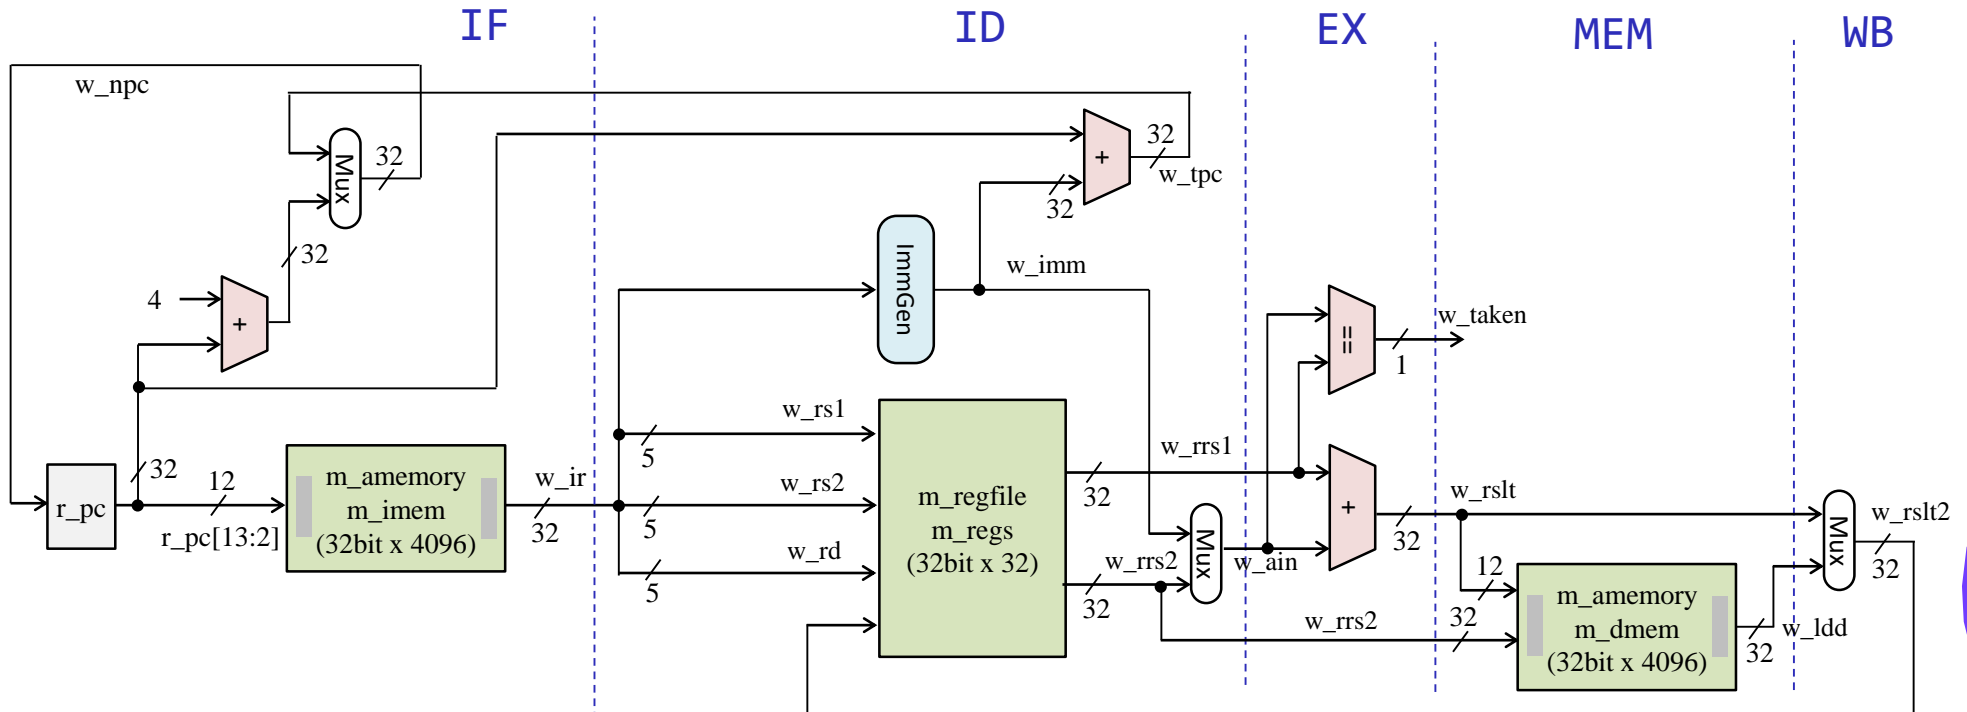 IF
ID
EX
MEM
WB
w_npc
Mux
32
32
4
+
32
r_pc
12
r_pc[13:2]
m_amemory
m_imem
(32bit x 4096)
w_ir
32
+
32
w_tpc
32
ImmGen
w_imm
w_rs1
5
w_rs2
5
w_rd
5
m_regfile
m_regs
(32bit x 32)
w_rrs1
32
w_rrs2
32
Mux
w_ain
==
w_taken
1
+
w_rslt
32
w_rrs2
12
32
m_amemory
m_dmem
(32bit x 4096)
w_ldd
32
Mux
w_rslt2
32